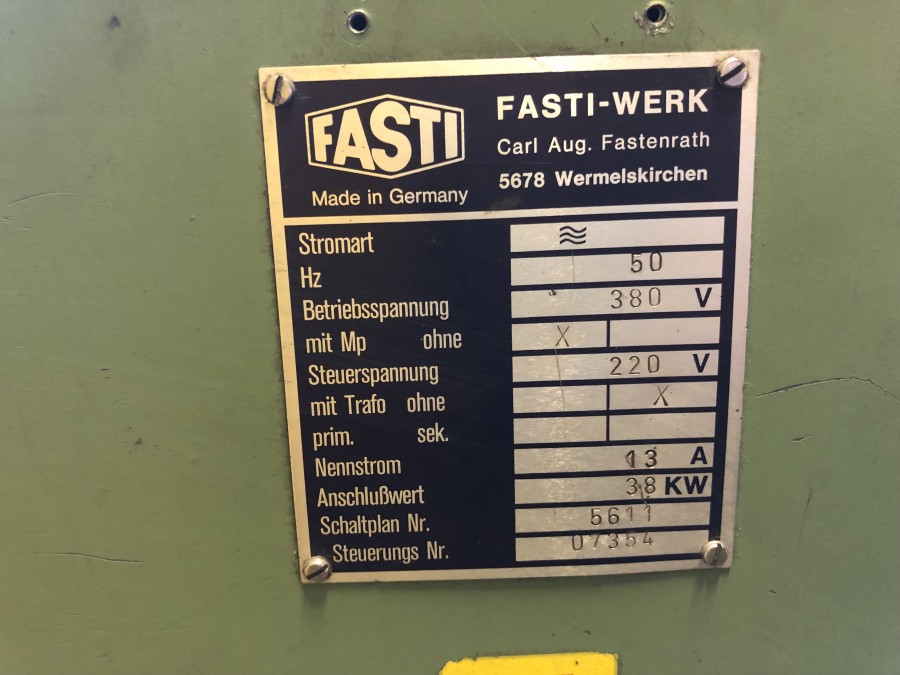 FASTI
Made in Germany
FASTI-WERK
Carl Aug. Fastenrath
5678 Wermelskirchen
Stromart ≋
Hz 50
Betriebsspannung 380 V
mit Mp ohne X
Steuerspannung 220 V
mit Trafo ohne X
prim. sek.
Nennstrom 13 A
Anschlußwert 38 KW
Schaltplan Nr. 5611
Steuerungs Nr. 07354